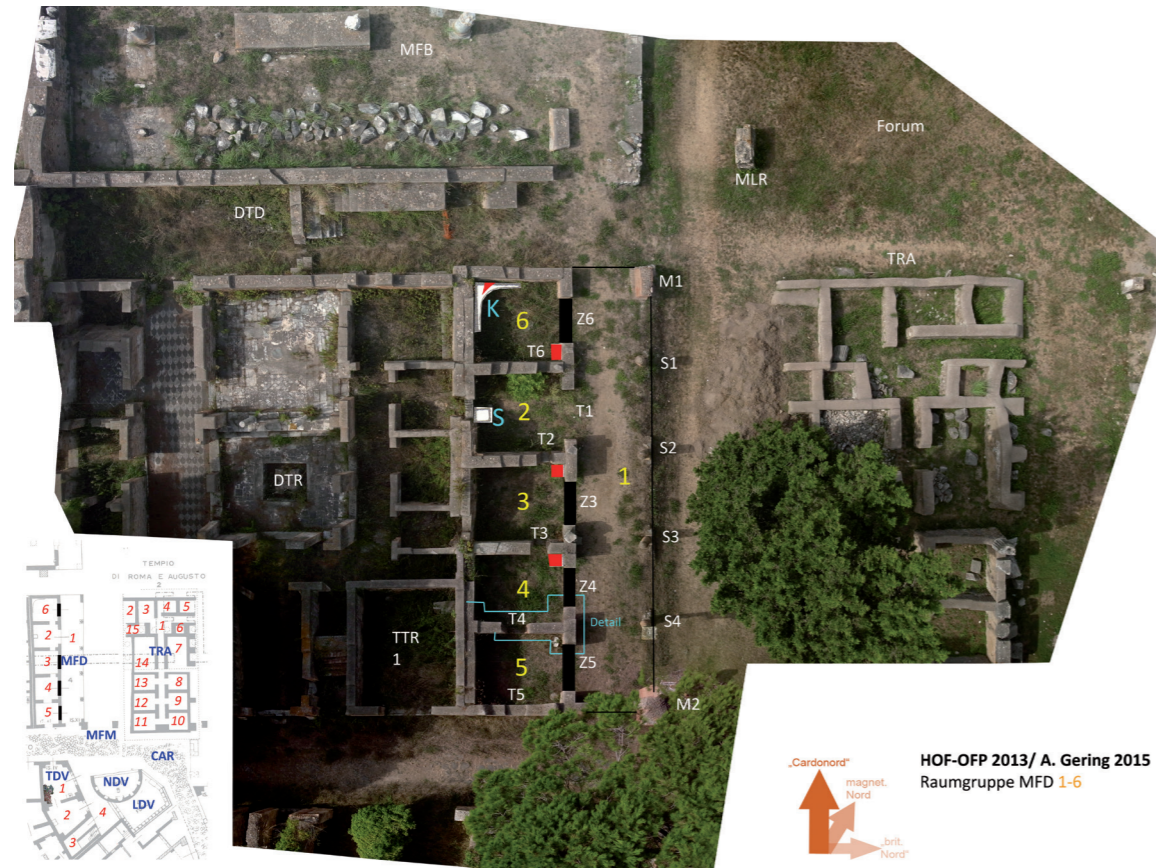 MFB
Forum
MLR
DTD
TRA
M1
K
6
Z6
T6
S1
2
S
T1
T2
S2
1
DTR
3
Z3
T3
S3
4
Z4
T4
Detail
S4
TTR
1
5
Z5
T5
M2
TEMPIO
DI ROMA E AUGUSTO
2
6
2 3 4 5
2
1
1
15
6
3
MFD
TRA
7
14
4
13
8
5
12
9
11
10
MFM
CAR
TDV
1
NDV
LDV
2
4
3
„Cardonord"
magnet.
Nord
„brit.
Nord"
HOF-OFP 2013/ A. Gering 2015
Raumgruppe MFD 1-6